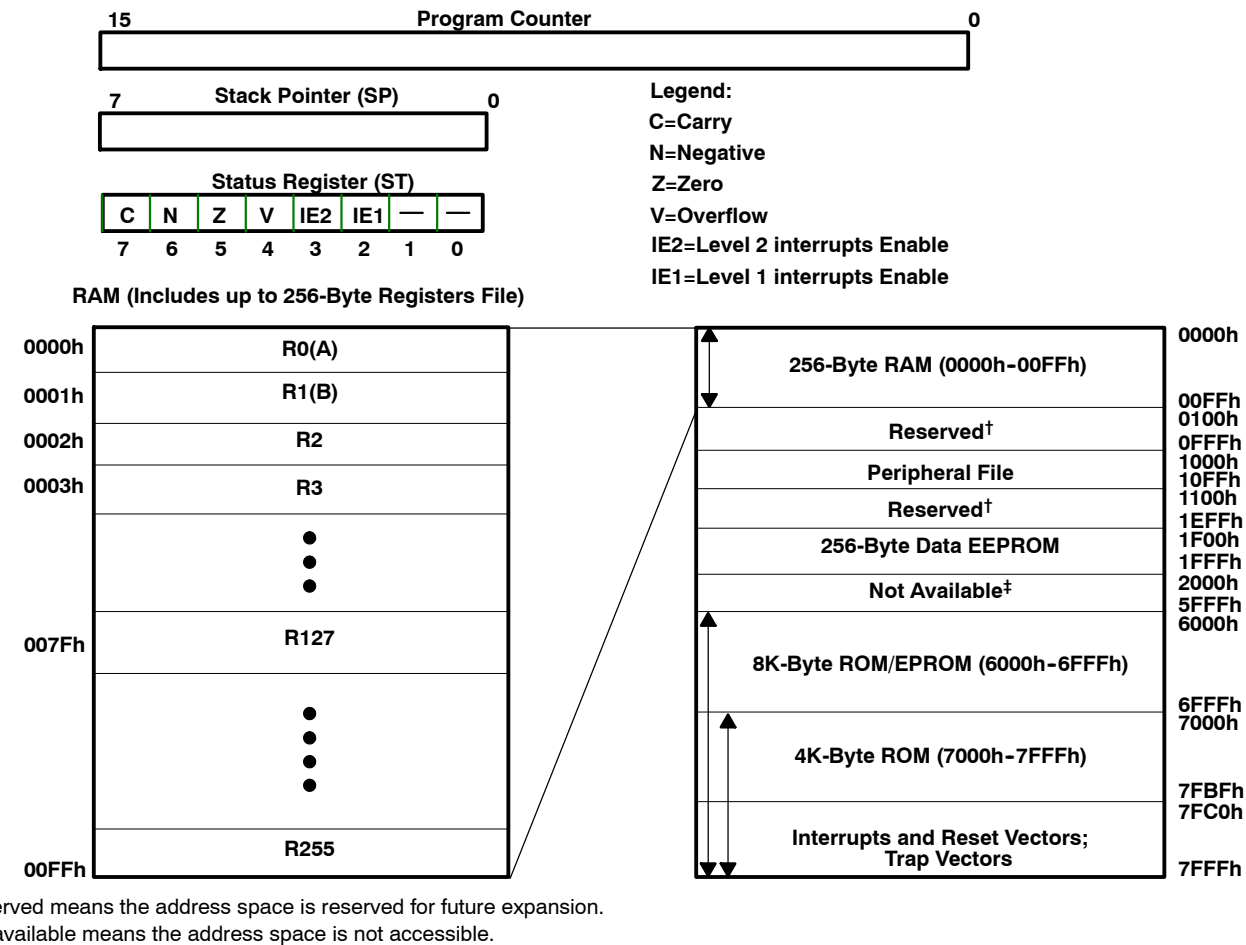 15 Program Counter 0
7 Stack Pointer (SP) 0
Legend:
C=Carry
N=Negative
Z=Zero
V=Overflow
IE2=Level 2 interrupts Enable
IE1=Level 1 interrupts Enable
Status Register (ST)
C N Z V IE2 IE1 — —
7 6 5 4 3 2 1 0
RAM (Includes up to 256-Byte Registers File)
0000h R0(A)
0001h R1(B)
0002h R2
0003h R3
007Fh R127
00FFh R255
256-Byte RAM (0000h-00FFh) 0000h
00FFh
Reserved† 0100h
0FFFh
Peripheral File 1000h
10FFh
Reserved† 1100h
1EFFh
256-Byte Data EEPROM 1F00h
1FFFh
Not Available‡ 2000h
5FFFh
8K-Byte ROM/EPROM (6000h-6FFFh) 6000h
6FFFh
4K-Byte ROM (7000h-7FFFh) 7000h
7FBFh
7FC0h
Interrupts and Reset Vectors;
Trap Vectors
7FFFh
erved means the address space is reserved for future expansion.
available means the address space is not accessible.